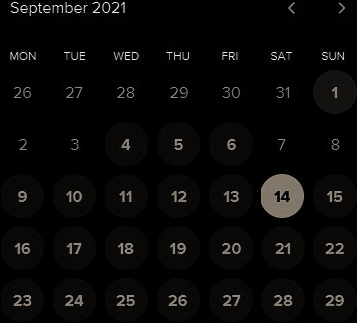 September 2021
MON TUE WED THU FRI SAT SUN
26 27 28 29 30 31 1
2 3 4 5 6 7 8
9 10 11 12 13 14 15
16 17 18 19 20 21 22
23 24 25 26 27 28 29